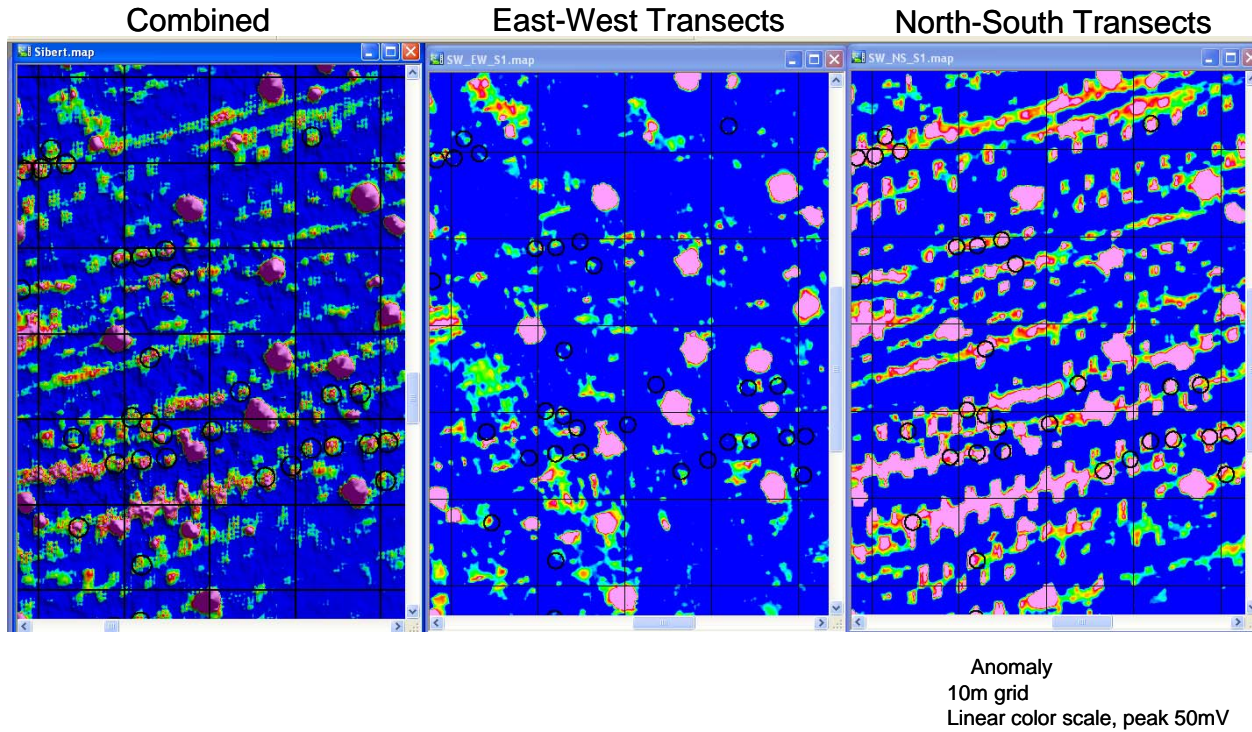 Combined
East-West Transects
North-South Transects
Sibert.map
SW_EW_S1.map
SW_NS_S1.map
Anomaly
10m grid
Linear color scale, peak 50mV